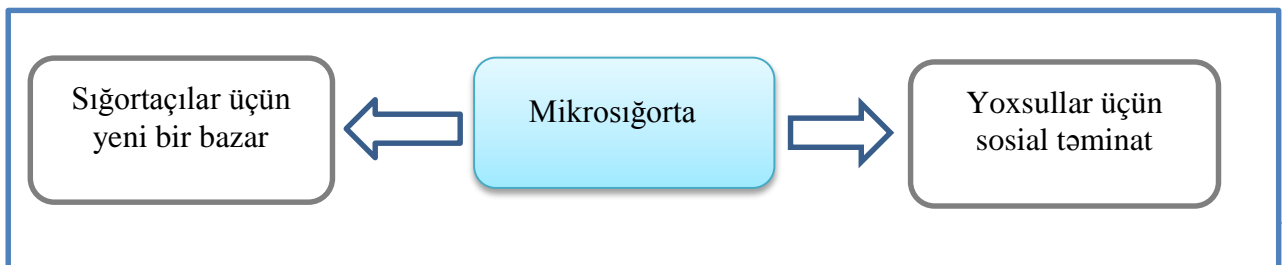 Sığortaçılar üçün
yeni bir bazar
Mikrosığorta
Yoxsullar üçün
sosial təminat